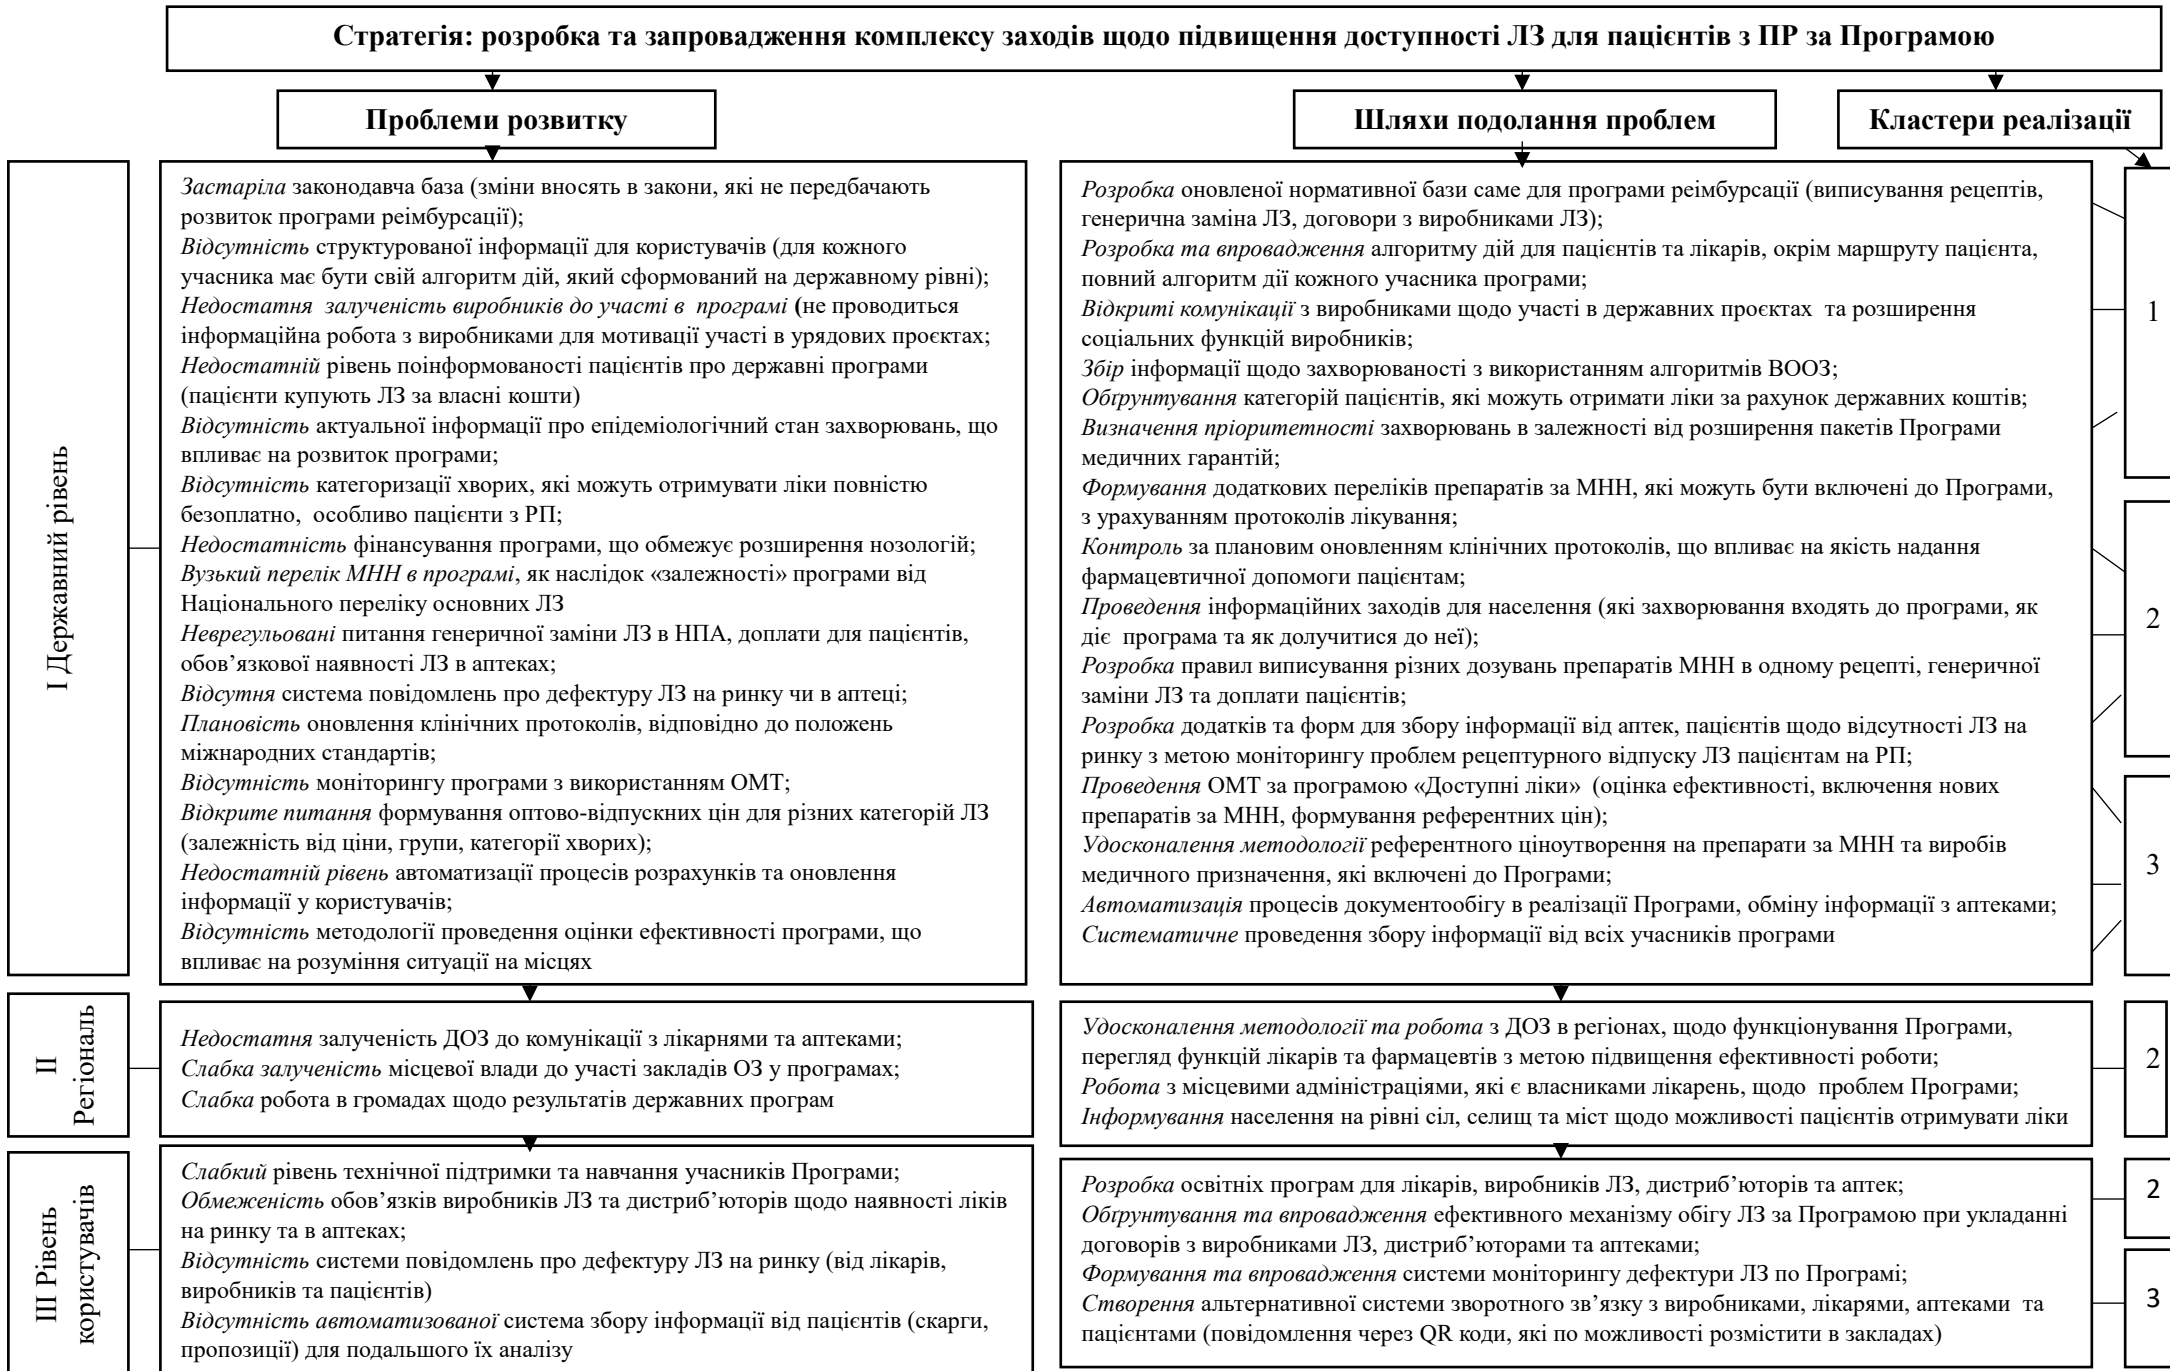 Стратегія: розробка та запровадження комплексу заходів щодо підвищення доступності ЛЗ для пацієнтів з ПР за Програмою
Проблеми розвитку
Шляхи подолання проблем
Кластери реалізації
І Державний рівень
Застаріла законодавча база (зміни вносять в закони, які не передбачають
розвиток програми реімбурсації);
Відсутність структурованої інформації для користувачів (для кожного
учасника має бути свій алгоритм дій, який сформований на державному рівні);
Недостатня залученість виробників до участі в програмі (не проводиться
інформаційна робота з виробниками для мотивації участі в урядових проєктах;
Недостатній рівень поінформованості пацієнтів про державні програми
(пацієнти купують ЛЗ за власні кошти)
Відсутність актуальної інформації про епідеміологічний стан захворювань, що
впливає на розвиток програми;
Відсутність категоризації хворих, які можуть отримувати ліки повністю
безоплатно, особливо пацієнти з РП;
Недостатність фінансування програми, що обмежує розширення нозологій;
Вузький перелік МНН в програмі, як наслідок «залежності» програми від
Національного переліку основних ЛЗ
Неврегульовані питання генеричної заміни ЛЗ в НПА, доплати для пацієнтів,
обов’язкової наявності ЛЗ в аптеках;
Відсутня система повідомлень про дефектуру ЛЗ на ринку чи в аптеці;
Плановість оновлення клінічних протоколів, відповідно до положень
міжнародних стандартів;
Відсутність моніторингу програми з використанням ОМТ;
Відкрите питання формування оптово-відпускних цін для різних категорій ЛЗ
(залежність від ціни, групи, категорії хворих);
Недостатній рівень автоматизації процесів розрахунків та оновлення
інформації у користувачів;
Відсутність методології проведення оцінки ефективності програми, що
впливає на розуміння ситуації на місцях
Розробка оновленої нормативної бази саме для програми реімбурсації (виписування рецептів,
генерична заміна ЛЗ, договори з виробниками ЛЗ);
Розробка та впровадження алгоритму дій для пацієнтів та лікарів, окрім маршруту пацієнта,
повний алгоритм дії кожного учасника програми;
Відкриті комунікації з виробниками щодо участі в державних проєктах та розширення
соціальних функцій виробників;
Збір інформації щодо захворюваності з використанням алгоритмів ВООЗ;
Обґрунтування категорій пацієнтів, які можуть отримати ліки за рахунок державних коштів;
Визначення пріоритетності захворювань в залежності від розширення пакетів Програми
медичних гарантій;
Формування додаткових переліків препаратів за МНН, які можуть бути включені до Програми,
з урахуванням протоколів лікування;
Контроль за плановим оновленням клінічних протоколів, що впливає на якість надання
фармацевтичної допомоги пацієнтам;
Проведення інформаційних заходів для населення (які захворювання входять до програми, як
діє програма та як долучитися до неї);
Розробка правил виписування різних дозувань препаратів МНН в одному рецепті, генеричної
заміни ЛЗ та доплати пацієнтів;
Розробка додатків та форм для збору інформації від аптек, пацієнтів щодо відсутності ЛЗ на
ринку з метою моніторингу проблем рецептурного відпуску ЛЗ пацієнтам на РП;
Проведення ОМТ за програмою «Доступні ліки» (оцінка ефективності, включення нових
препаратів за МНН, формування референтних цін);
Удосконалення методології референтного ціноутворення на препарати за МНН та виробів
медичного призначення, які включені до Програми;
Автоматизація процесів документообігу в реалізації Програми, обміну інформації з аптеками;
Систематичне проведення збору інформації від всіх учасників програми
1
2
3
ІІ
Регіональ
Недостатня залученість ДОЗ до комунікації з лікарнями та аптеками;
Слабка залученість місцевої влади до участі закладів ОЗ у програмах;
Слабка робота в громадах щодо результатів державних програм
Удосконалення методології та робота з ДОЗ в регіонах, щодо функціонування Програми,
перегляд функцій лікарів та фармацевтів з метою підвищення ефективності роботи;
Робота з місцевими адміністраціями, які є власниками лікарень, щодо проблем Програми;
Інформування населення на рівні сіл, селищ та міст щодо можливості пацієнтів отримувати ліки
2
ІІІ Рівень
користувачів
Слабкий рівень технічної підтримки та навчання учасників Програми;
Обмеженість обов’язків виробників ЛЗ та дистриб’юторів щодо наявності ліків
на ринку та в аптеках;
Відсутність системи повідомлень про дефектуру ЛЗ на ринку (від лікарів,
виробників та пацієнтів)
Відсутність автоматизованої система збору інформації від пацієнтів (скарги,
пропозиції) для подальшого їх аналізу
Розробка освітніх програм для лікарів, виробників ЛЗ, дистриб’юторів та аптек;
Обґрунтування та впровадження ефективного механізму обігу ЛЗ за Програмою при укладанні
договорів з виробниками ЛЗ, дистриб’юторами та аптеками;
Формування та впровадження системи моніторингу дефектури ЛЗ по Програмі;
Створення альтернативної системи зворотного зв’язку з виробниками, лікарями, аптеками та
пацієнтами (повідомлення через QR коди, які по можливості розмістити в закладах)
2
3